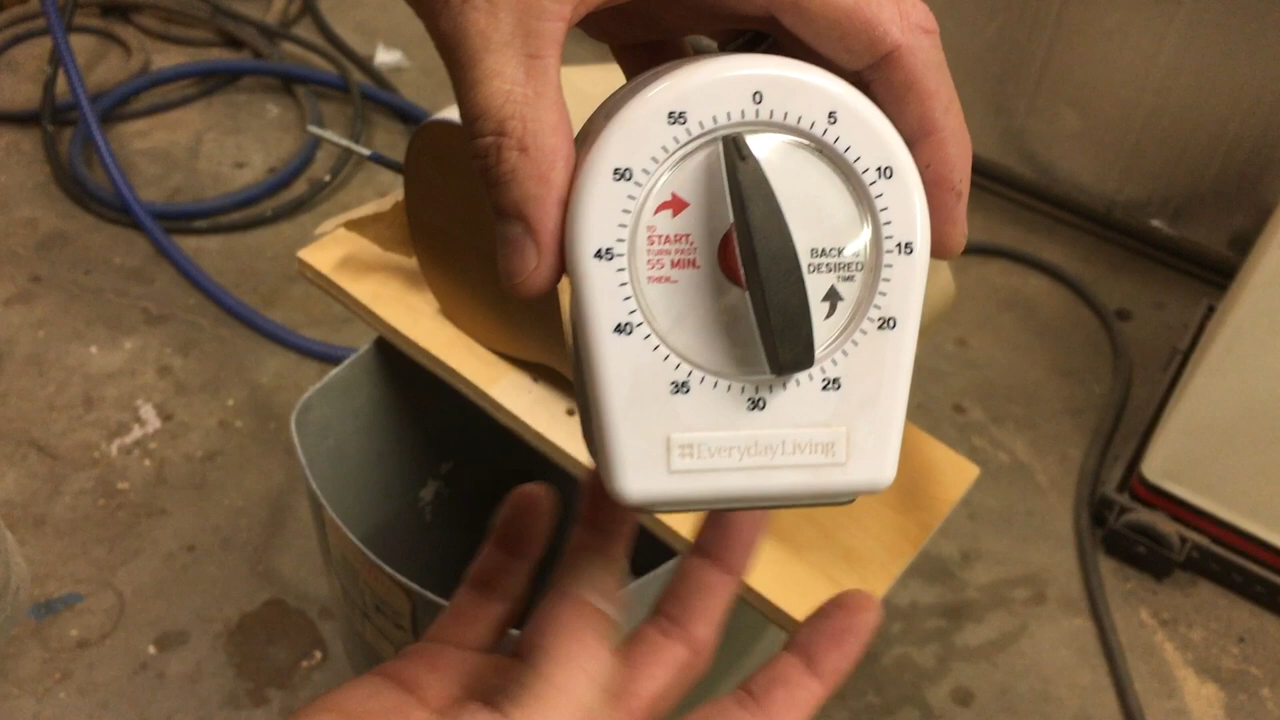 0
5
10
15
20
25
30
35
40
45
50
55
TO
START,
TURN PAST
55 MIN.
THEN...
BACK
DESIRED
TIME
EverydayLiving